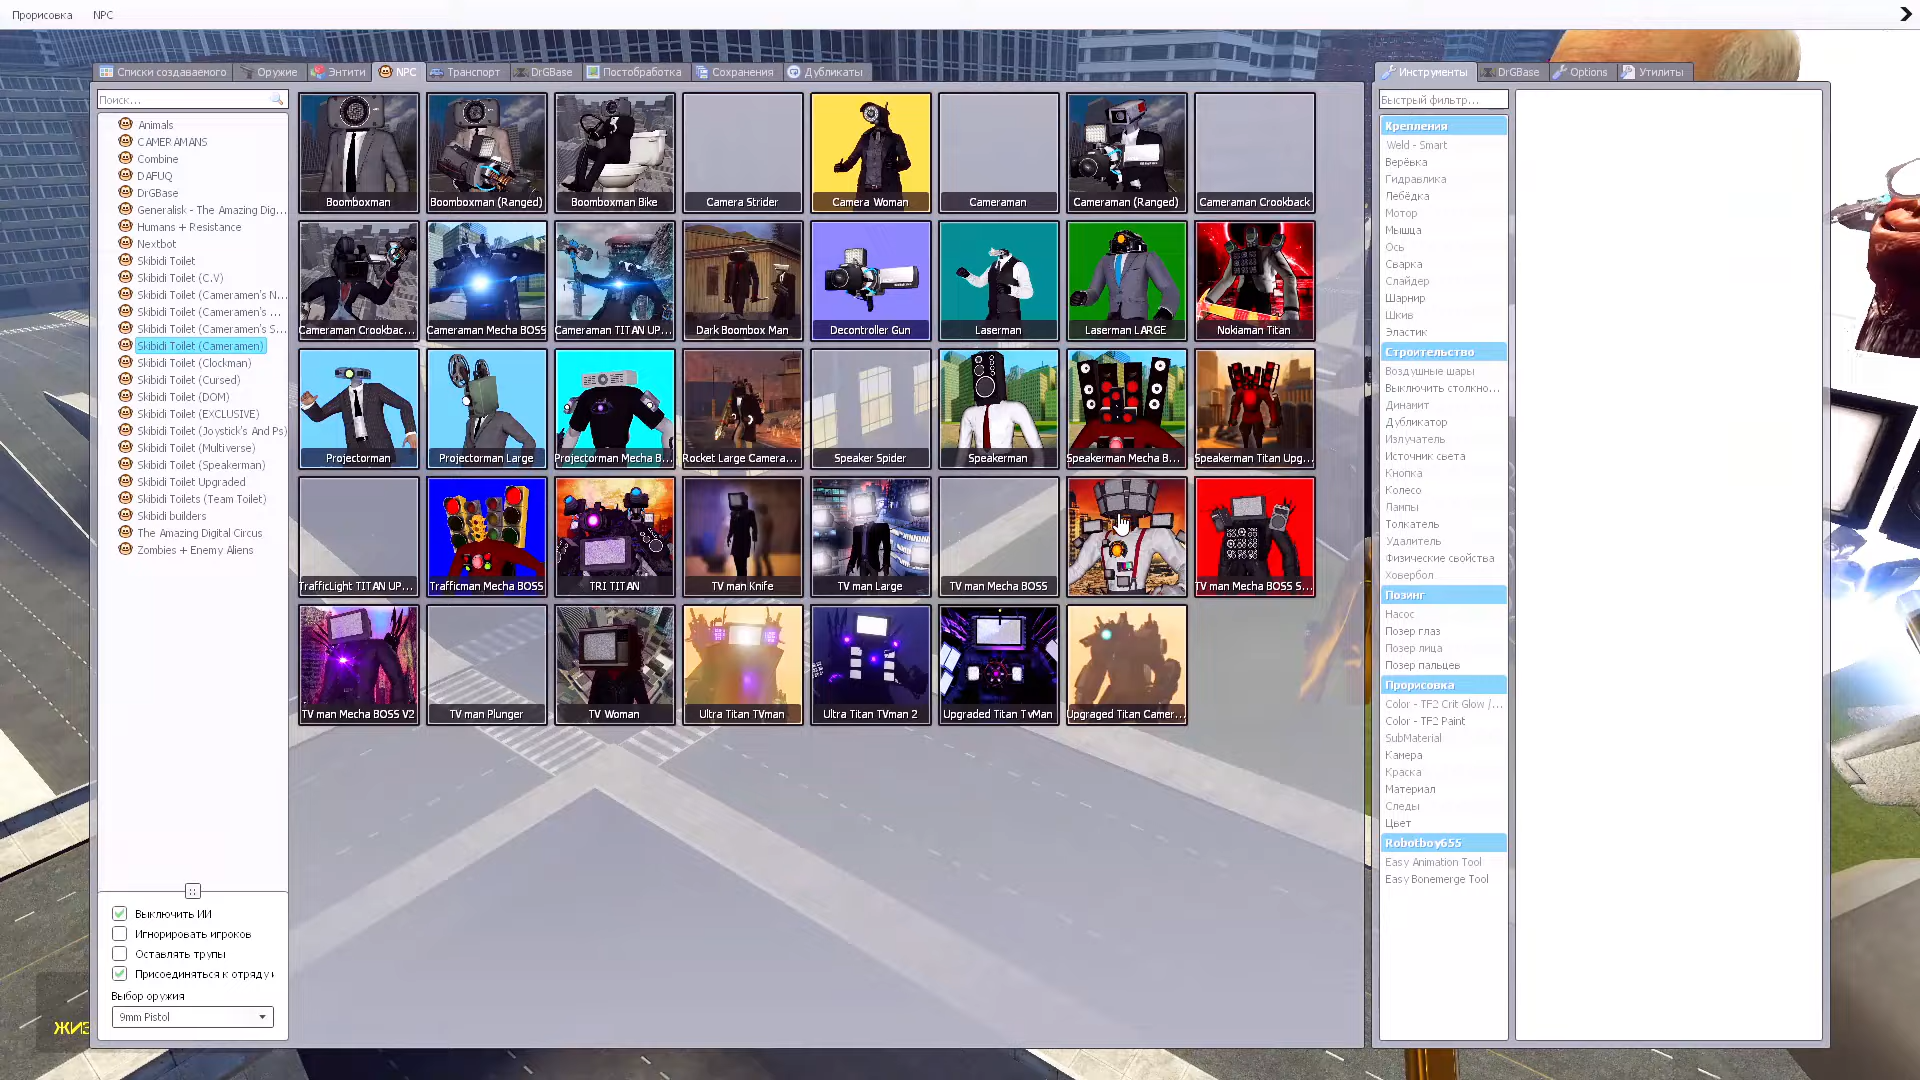 Прорисовка NPC
Списки создаваемого Оружие Энтити NPC Транспорт DrGBase Постобработка Сохранения Дубликаты
Поиск...
Animals
CAMERAMANS
Combine
DAFUQ
DrGBase
Generalisk - The Amazing Dig...
Humans + Resistance
Nextbot
Skibidi Toilet
Skibidi Toilet (C.V)
Skibidi Toilet (Cameramen's N...
Skibidi Toilet (Cameramen's ...
Skibidi Toilet (Cameramen's S...
Skibidi Toilet (Cameramen)
Skibidi Toilet (Clockman)
Skibidi Toilet (Cursed)
Skibidi Toilet (DOM)
Skibidi Toilet (EXCLUSIVE)
Skibidi Toilet (Joystick's And Ps)
Skibidi Toilet (Multiverse)
Skibidi Toilet (Speakerman)
Skibidi Toilet Upgraded
Skibidi Toilets (Team Toilet)
Skibidi builders
The Amazing Digital Circus
Zombies + Enemy Aliens
Выключить ИИ
Игнорировать игроков
Оставлять трупы
Присоединяться к отряду
Выбор оружия
9mm Pistol
Boomboxman Boomboxman (Ranged) Boomboxman Bike Camera Strider Camera Woman Cameraman Cameraman (Ranged) Cameraman Crookback
Cameraman Crookbac... Cameraman Mecha BOSS Cameraman TITAN UP... Dark Boombox Man Decontroller Gun Laserman Laserman LARGE Nokiaman Titan
Projectorman Projectorman Large Projectorman Mecha B... Rocket Large Camera... Speaker Spider Speakerman Speakerman Mecha B... Speakerman Titan Upg...
TrafficLight TITAN UP... Trafficman Mecha BOSS TRI TITAN TV man Knife TV man Large TV man Mecha BOSS TV man Mecha BOSS S...
TV man Mecha BOSS V2 TV man Plunger TV Woman Ultra Titan TVman Ultra Titan TVman 2 Upgraded Titan TvMan Upgraged Titan Camer...
Инструменты DrGBase Options Утилиты
Быстрый фильтр...
Крепления
Weld - Smart
Верёвка
Гидравлика
Лебёдка
Мотор
Мышца
Ось
Сварка
Слайдер
Шарнир
Шкив
Эластик
Строительство
Воздушные шары
Выключить столкно...
Динамит
Дубликатор
Излучатель
Источник света
Кнопка
Колесо
Лампы
Толкатель
Удалитель
Физические свойства
Ховербол
Позинг
Насос
Позер глаз
Позер лица
Позер пальцев
Прорисовка
Color - TF2 Crit Glow /...
Color - TF2 Paint
SubMaterial
Камера
Краска
Материал
Следы
Цвет
Robotboy655
Easy Animation Tool
Easy Bonemerge Tool